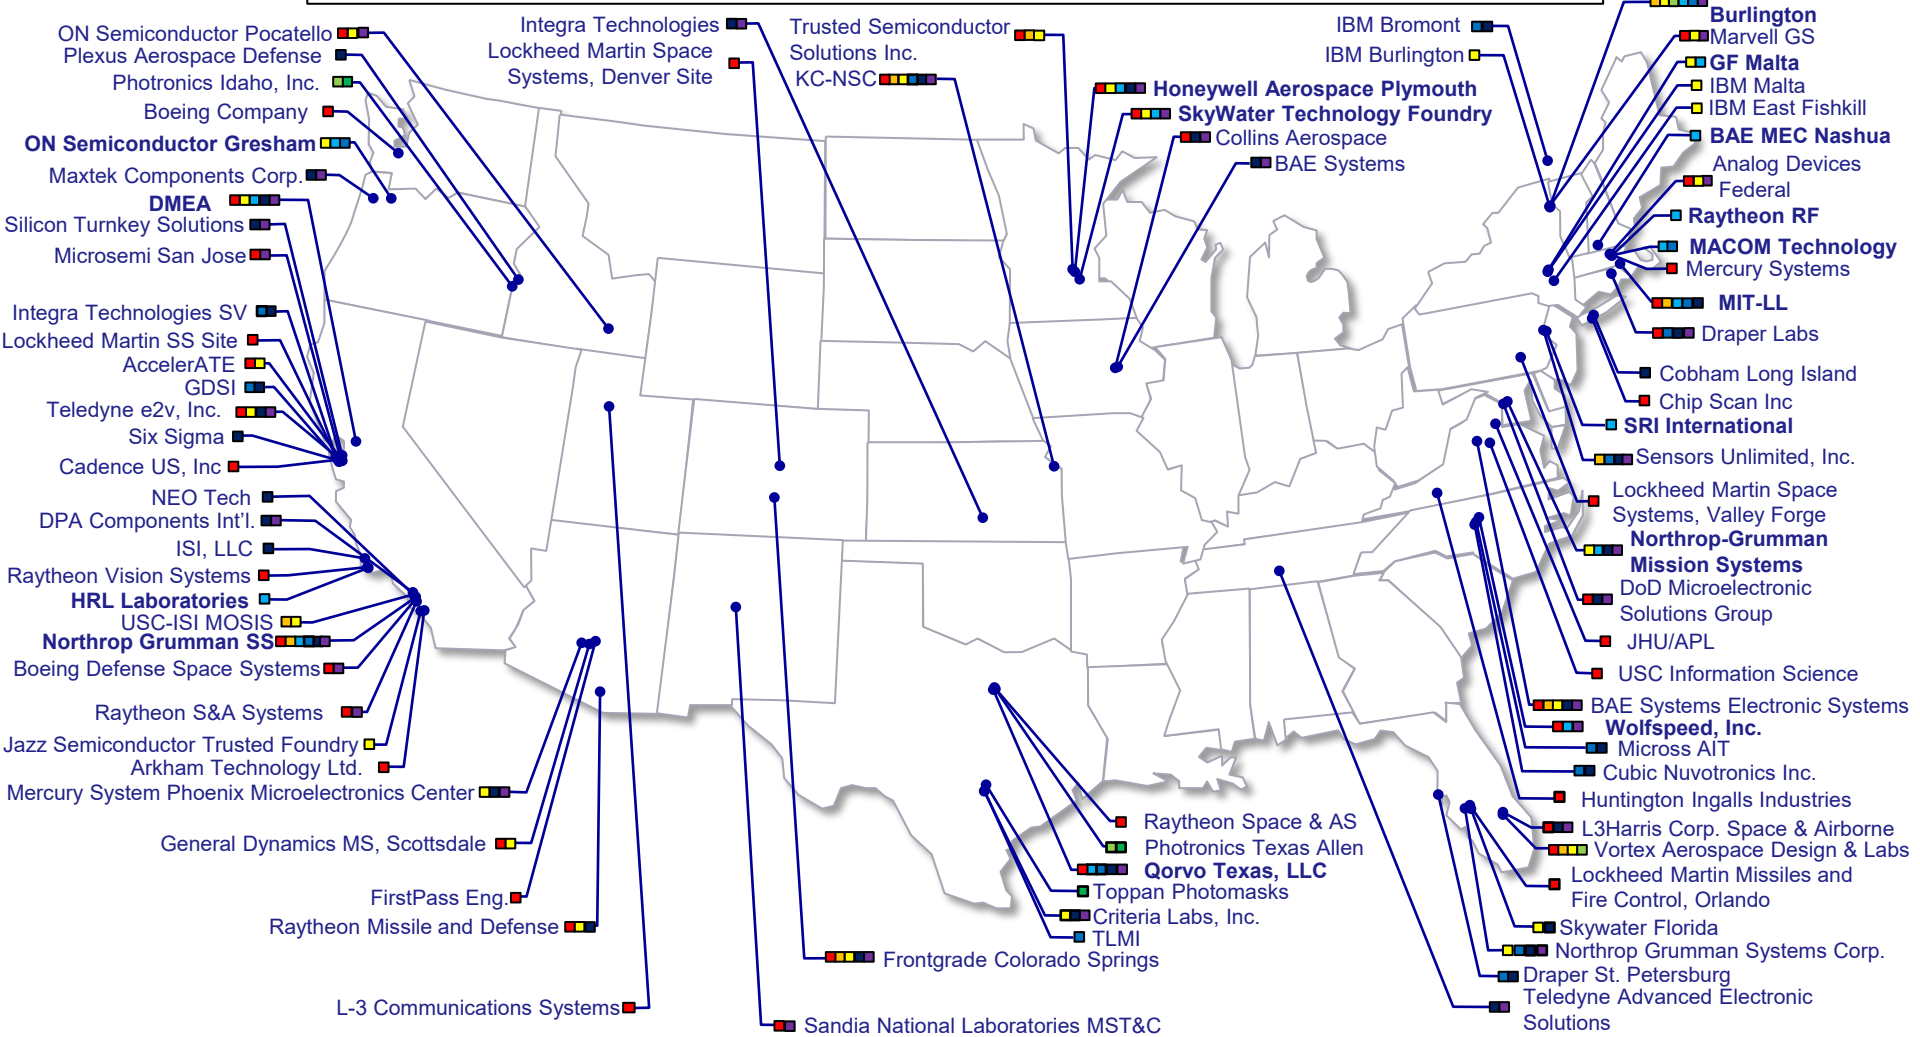 ON Semiconductor Pocatello
Plexus Aerospace Defense
Photronics Idaho, Inc.
Boeing Company
ON Semiconductor Gresham
Maxtek Components Corp.
DMEA
Silicon Turnkey Solutions
Microsemi San Jose
Integra Technologies SV
Lockheed Martin SS Site
AccelerATE
GDSI
Teledyne e2v, Inc.
Six Sigma
Cadence US, Inc
NEO Tech
DPA Components Int'l.
ISI, LLC
Raytheon Vision Systems
HRL Laboratories
USC-ISI MOSIS
Northrop Grumman SS
Boeing Defense Space Systems
Raytheon S&A Systems
Jazz Semiconductor Trusted Foundry
Arkham Technology Ltd.
Mercury System Phoenix Microelectronics Center
General Dynamics MS, Scottsdale
FirstPass Eng.
Raytheon Missile and Defense
L-3 Communications Systems
Integra Technologies
Lockheed Martin Space
Systems, Denver Site
Trusted Semiconductor
Solutions Inc.
KC-NSC
Honeywell Aerospace Plymouth
SkyWater Technology Foundry
Collins Aerospace
BAE Systems
IBM Bromont
IBM Burlington
Burlington
Marvell GS
GF Malta
IBM Malta
IBM East Fishkill
BAE MEC Nashua
Analog Devices
Federal
Raytheon RF
MACOM Technology
Mercury Systems
MIT-LL
Draper Labs
Cobham Long Island
Chip Scan Inc
SRI International
Sensors Unlimited, Inc.
Lockheed Martin Space
Systems, Valley Forge
Northrop-Grumman
Mission Systems
DoD Microelectronic
Solutions Group
JHU/APL
USC Information Science
BAE Systems Electronic Systems
Wolfspeed, Inc.
Micross AIT
Cubic Nuvotronics Inc.
Huntington Ingalls Industries
L3Harris Corp. Space & Airborne
Vortex Aerospace Design & Labs
Lockheed Martin Missiles and
Fire Control, Orlando
Skywater Florida
Northrop Grumman Systems Corp.
Draper St. Petersburg
Teledyne Advanced Electronic
Solutions
Raytheon Space & AS
Photronics Texas Allen
Qorvo Texas, LLC
Toppan Photomasks
Criteria Labs, Inc.
TLMI
Frontgrade Colorado Springs
Sandia National Laboratories MST&C